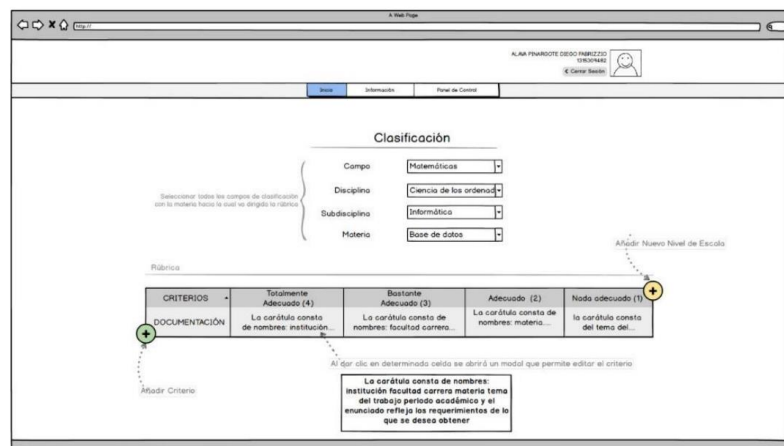 A Web Page
http://
ALAVA PINARGOTE DIEGO FABRIZZIO
Cerrar Sesión
Inicio Información Panel de Control
Clasificación
Campo Matemáticas
Seleccionar todos los campos de clasificación
con la materia hacia la cual va dirigida la rúbrica
Disciplina Ciencia de los ordenad
Subdisciplina Informática
Materia Base de datos
Añadir Nuevo Nivel de Escala
Rúbrica
CRITERIOS
Totalmente
Adecuado (4)
Bastante
Adecuado (3)
Adecuado (2)
Nada adecuado (1)
+
DOCUMENTACIÓN
La carátula consta
de nombres: institución...
La carátula consta de
nombres: facultad carrera...
La carátula consta de
nombres: materia....
la carátula consta
del tema del...
+
Al dar clic en determinada celda se abrirá un modal que permite editar el criterio
Añadir Criterio
La carátula consta de nombres:
institución facultad carrera materia tema
del trabajo periodo académico y el
enunciado refleja los requerimientos de lo
que se desea obtener